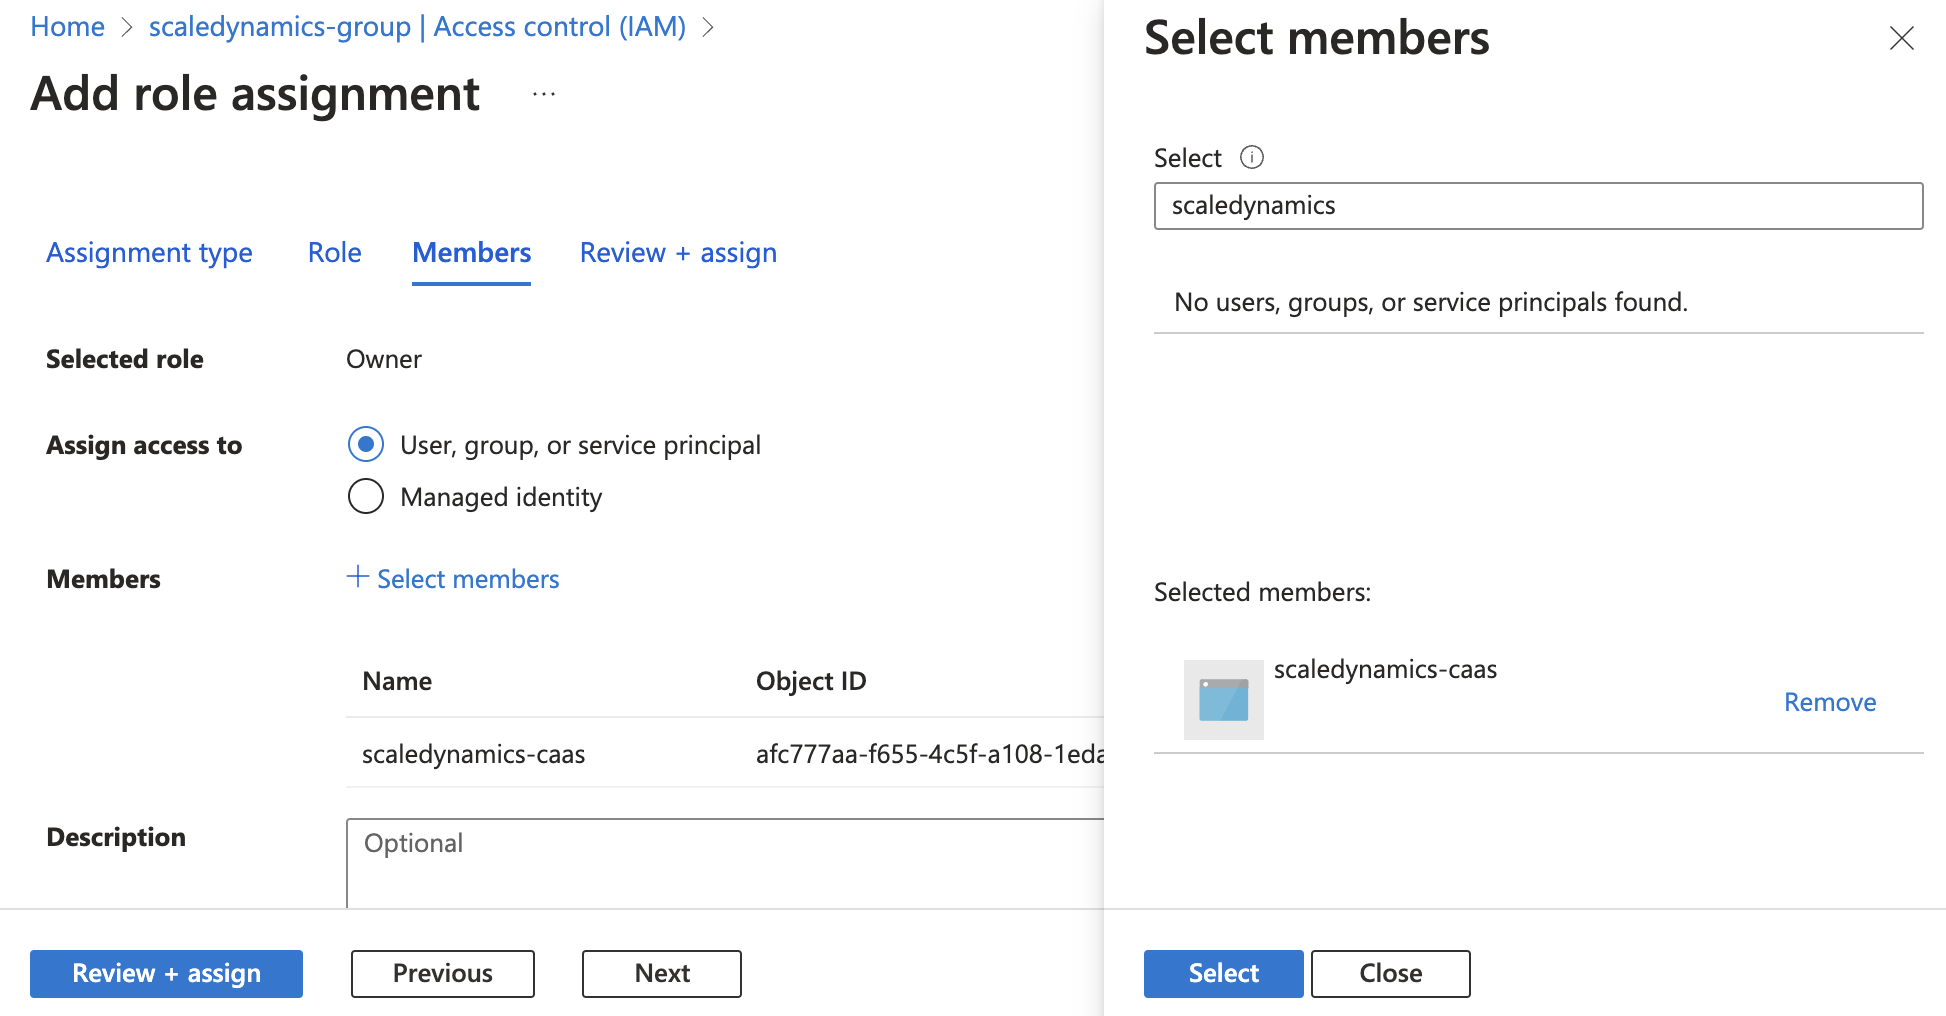 Home > scaledynamics-group | Access control (IAM) >
Add role assignment ...
Assignment type Role Members Review + assign
Selected role Owner
Assign access to User, group, or service principal
Managed identity
Members + Select members
Name Object ID
scaledynamics-caas afc777aa-f655-4c5f-a108-1eda
Description Optional
Review + assign Previous Next
Select members
Select
scaledynamics
No users, groups, or service principals found.
Selected members:
scaledynamics-caas
Remove
Select Close